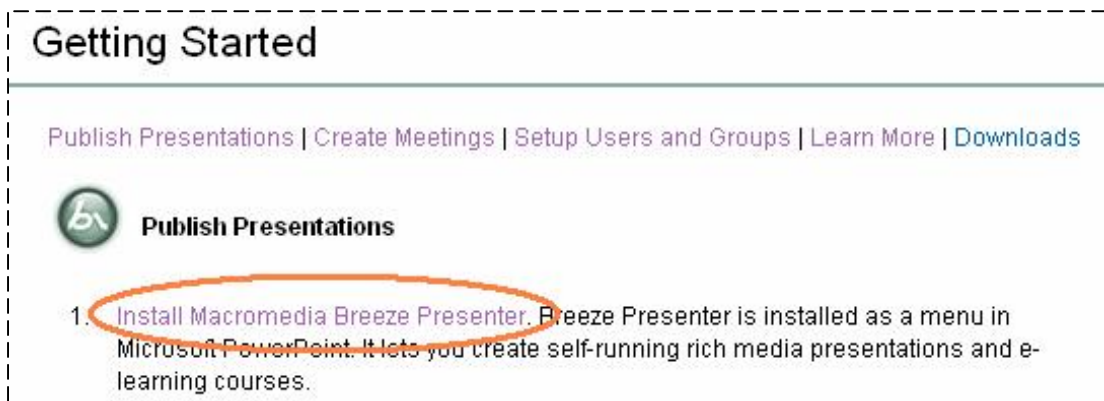 Getting Started
Publish Presentations | Create Meetings | Setup Users and Groups | Learn More | Downloads
Publish Presentations
1. Install Macromedia Breeze Presenter. Breeze Presenter is installed as a menu in
Microsoft PowerPoint. It lets you create self-running rich media presentations and e-
learning courses.